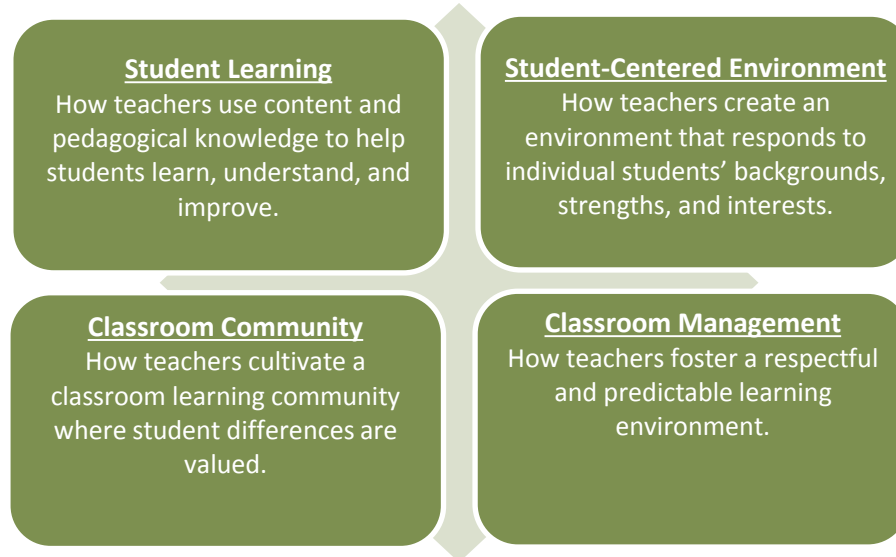 Student Learning
How teachers use content and
pedagogical knowledge to help
students learn, understand, and
improve.
Student-Centered Environment
How teachers create an
environment that responds to
individual students’ backgrounds,
strengths, and interests.
Classroom Community
How teachers cultivate a
classroom learning community
where student differences are
valued.
Classroom Management
How teachers foster a respectful
and predictable learning
environment.